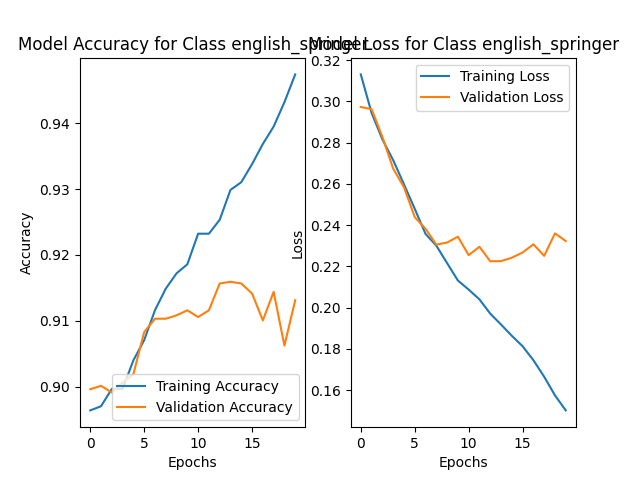 Model Accuracy for Class english_springer
Model Loss for Class english_springer
Accuracy
0.94
0.93
0.92
0.91
0.90
0
5
10
15
Epochs
Training Accuracy
Validation Accuracy
Loss
0.32
0.30
0.28
0.26
0.24
0.22
0.20
0.18
0.16
0
5
10
15
Epochs
Training Loss
Validation Loss